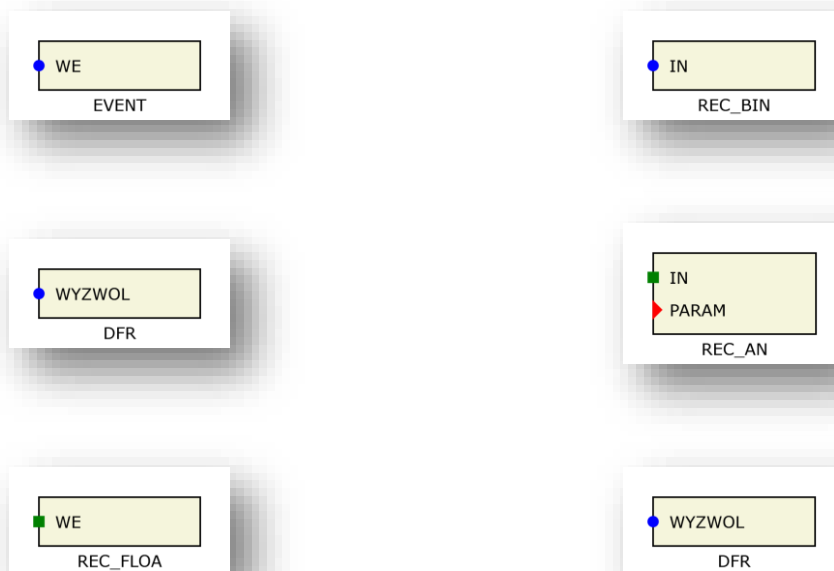 WE
EVENT
IN
REC_BIN
WYZWOL
DFR
IN
PARAM
REC_AN
WE
REC_FLOA
WYZWOL
DFR